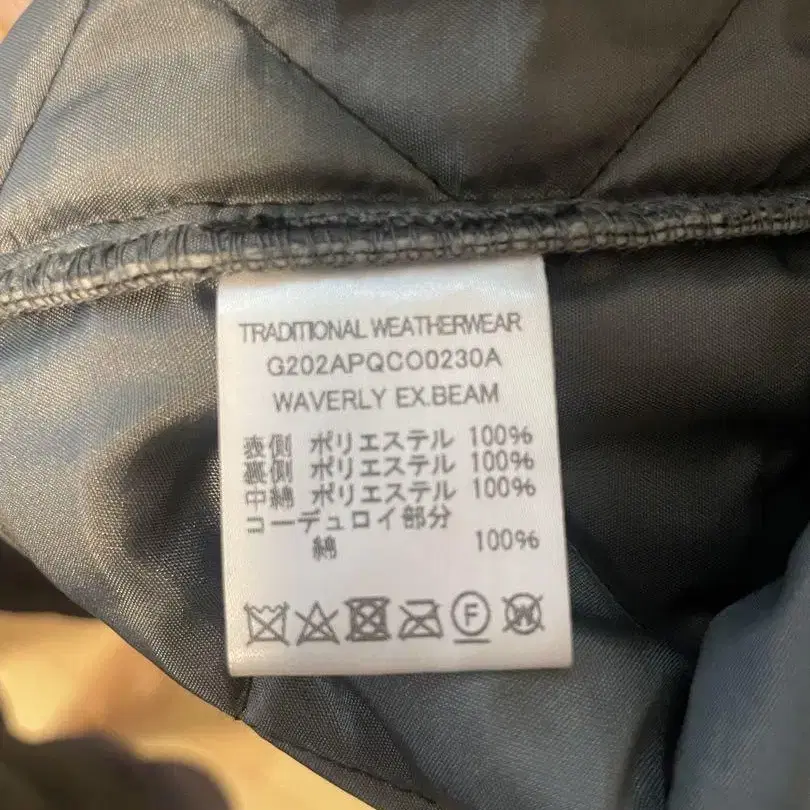 TRADITIONAL WEATHERWEAR
G202APQCO0230A
WAVERLY EX.BEAM
表側 ポリエステル 100%
裏側 ポリエステル 100%
中綿 ポリエステル 100%
コーデュロイ部分
綿 100%
F
W